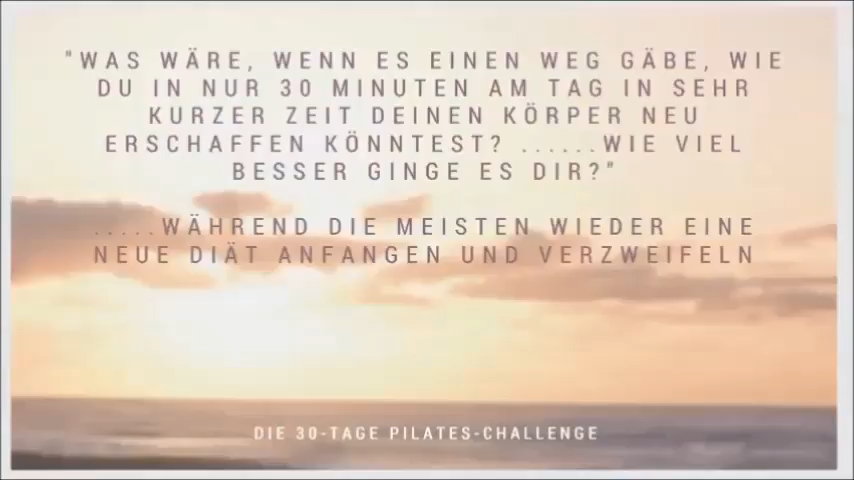 "WAS WÄRE, WENN ES EINEN WEG GÄBE, WIE
DU IN NUR 30 MINUTEN AM TAG IN SEHR
KURZER ZEIT DEINEN KÖRPER NEU
ERSCHAFFEN KÖNNTEST? ......WIE VIEL
BESSER GINGE ES DIR?"
.....WÄHREND DIE MEISTEN WIEDER EINE
NEUE DIÄT ANFANGEN UND VERZWEIFELN
DIE 30-TAGE PILATES-CHALLENGE